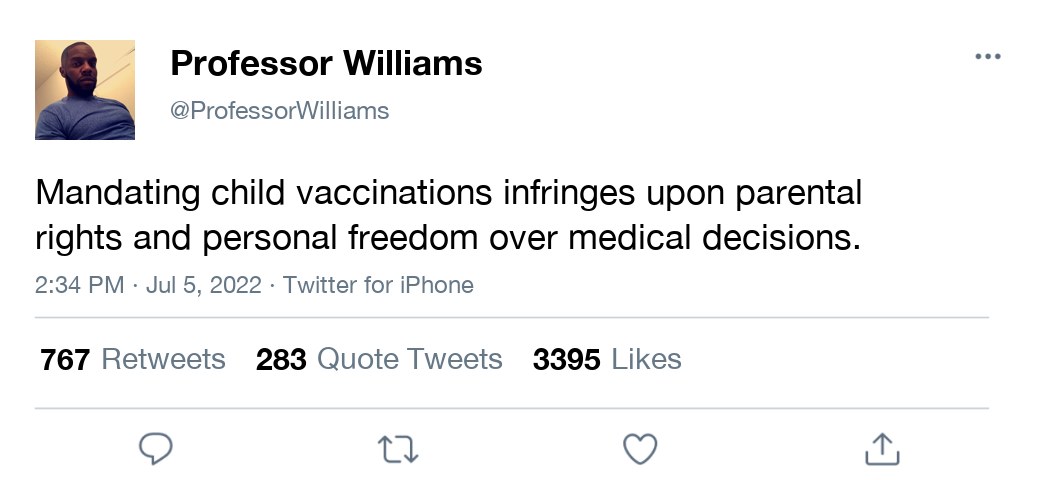 Professor Williams
@ProfessorWilliams
Mandating child vaccinations infringes upon parental
rights and personal freedom over medical decisions.
2:34 PM · Jul 5, 2022 · Twitter for iPhone
767 Retweets 283 Quote Tweets 3395 Likes